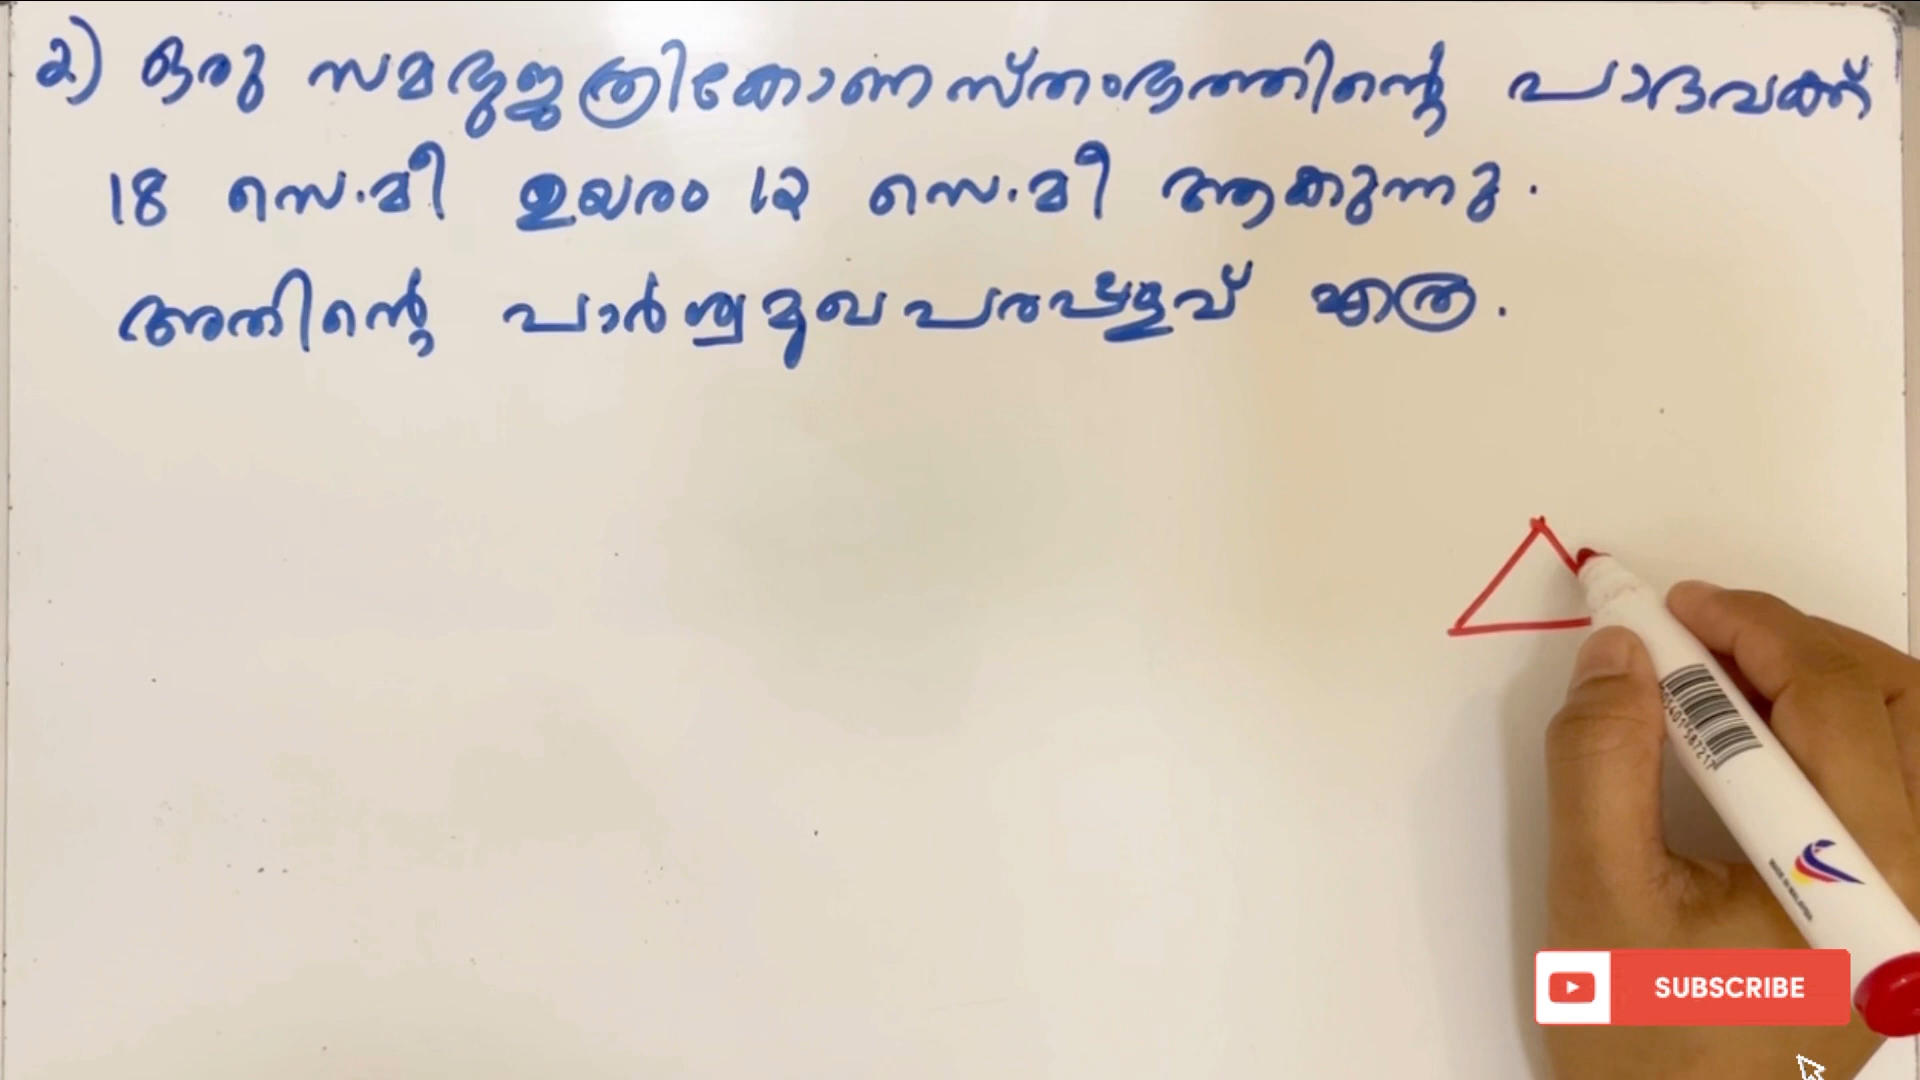 2) ഒരു സമഭുജത്രികോണസ്തംഭത്തിന്റെ പാദവക്ക്
18 സെ.മീ ഉയരം 12 സെ.മീ ആകുന്നു.
അതിന്റെ പാർശ്വമുഖപരപ്പളവ് എത്ര.
SUBSCRIBE